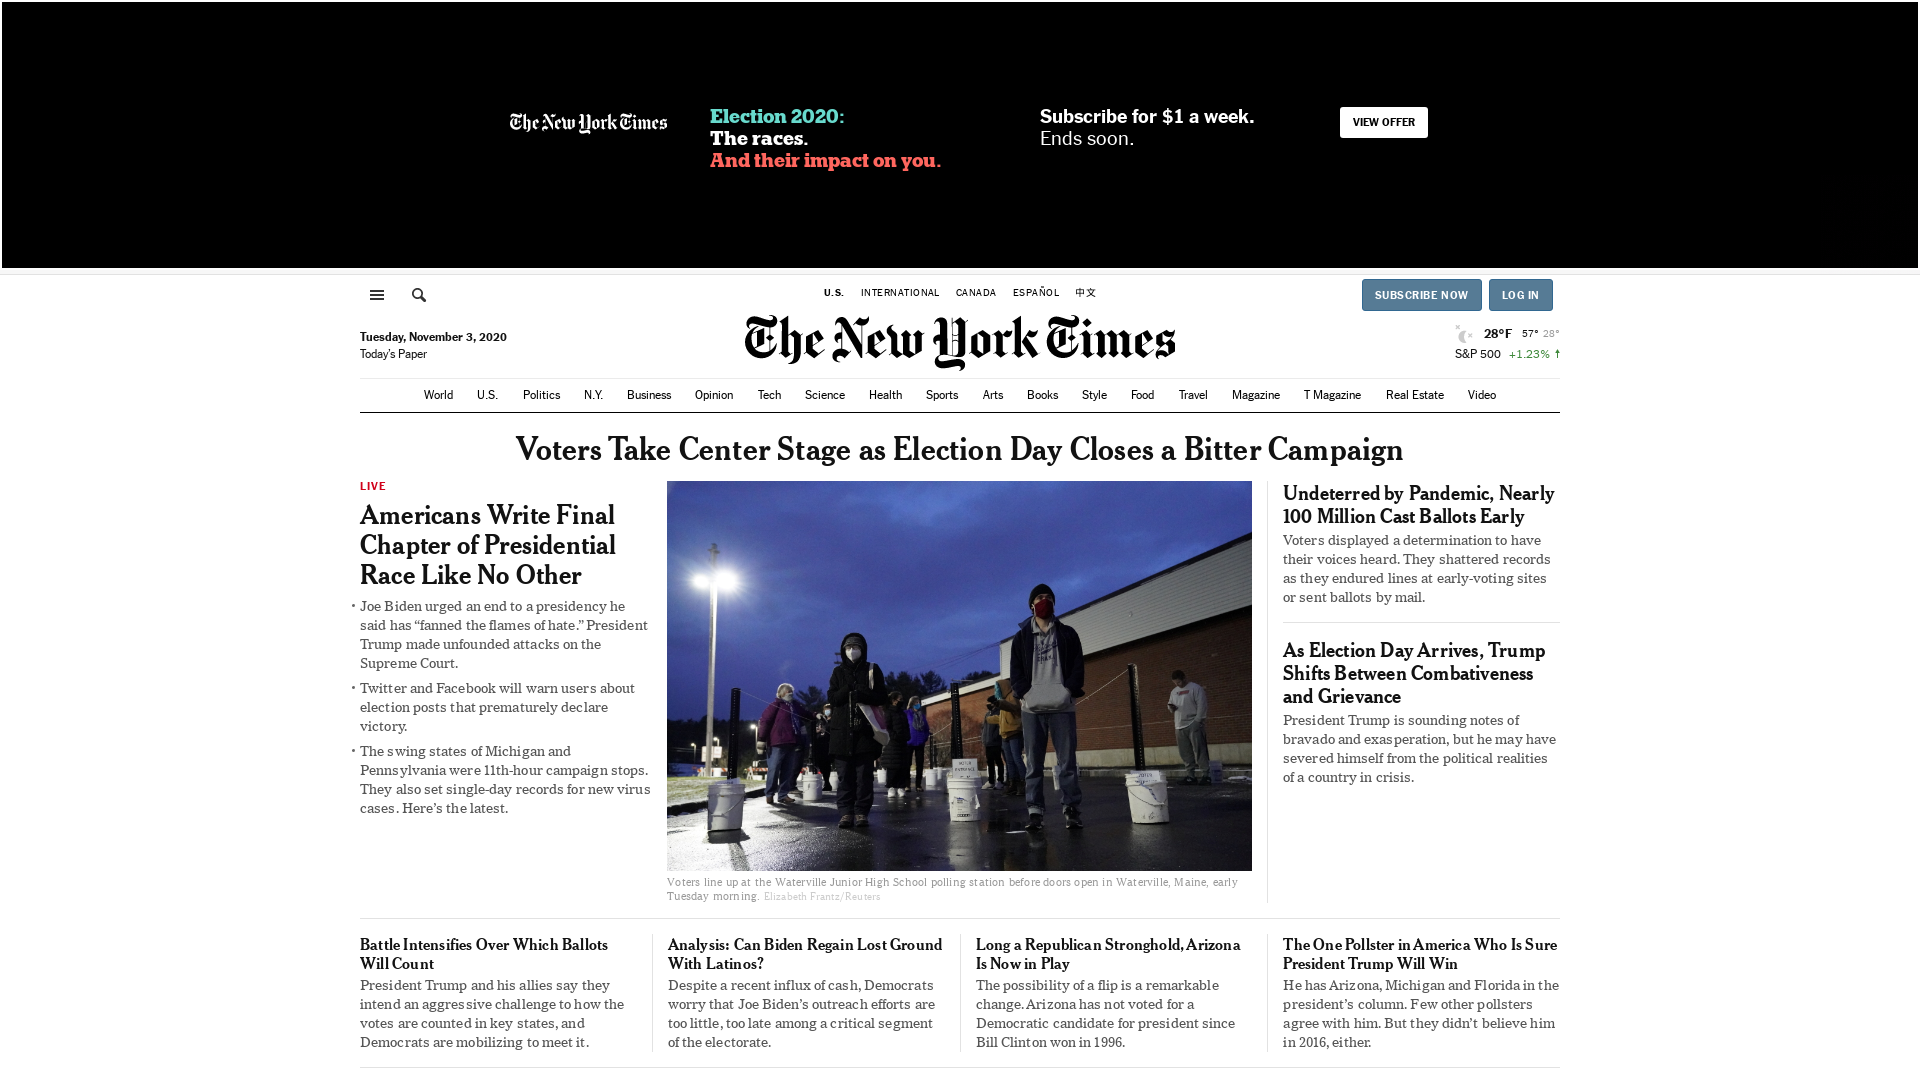 The New York Times
Election 2020:
The races.
And their impact on you.
Subscribe for $1 a week.
Ends soon.
VIEW OFFER
U.S. INTERNATIONAL CANADA ESPAÑOL 中文
SUBSCRIBE NOW LOG IN
Tuesday, November 3, 2020
Today's Paper
The New York Times
28°F 57° 28°
S&P 500 +1.23% ↑
World U.S. Politics N.Y. Business Opinion Tech Science Health Sports Arts Books Style Food Travel Magazine T Magazine Real Estate Video
Voters Take Center Stage as Election Day Closes a Bitter Campaign
LIVE
Americans Write Final
Chapter of Presidential
Race Like No Other
• Joe Biden urged an end to a presidency he
said has “fanned the flames of hate.” President
Trump made unfounded attacks on the
Supreme Court.
• Twitter and Facebook will warn users about
election posts that prematurely declare
victory.
• The swing states of Michigan and
Pennsylvania were 11th-hour campaign stops.
They also set single-day records for new virus
cases. Here’s the latest.
Voters line up at the Waterville Junior High School polling station before doors open in Waterville, Maine, early
Tuesday morning. Elizabeth Frantz/Reuters
Undeterred by Pandemic, Nearly
100 Million Cast Ballots Early
Voters displayed a determination to have
their voices heard. They shattered records
as they endured lines at early-voting sites
or sent ballots by mail.
As Election Day Arrives, Trump
Shifts Between Combativeness
and Grievance
President Trump is sounding notes of
bravado and exasperation, but he may have
severed himself from the political realities
of a country in crisis.
Battle Intensifies Over Which Ballots
Will Count
President Trump and his allies say they
intend an aggressive challenge to how the
votes are counted in key states, and
Democrats are mobilizing to meet it.
Analysis: Can Biden Regain Lost Ground
With Latinos?
Despite a recent influx of cash, Democrats
worry that Joe Biden’s outreach efforts are
too little, too late among a critical segment
of the electorate.
Long a Republican Stronghold, Arizona
Is Now in Play
The possibility of a flip is a remarkable
change. Arizona has not voted for a
Democratic candidate for president since
Bill Clinton won in 1996.
The One Pollster in America Who Is Sure
President Trump Will Win
He has Arizona, Michigan and Florida in the
president’s column. Few other pollsters
agree with him. But they didn’t believe him
in 2016, either.